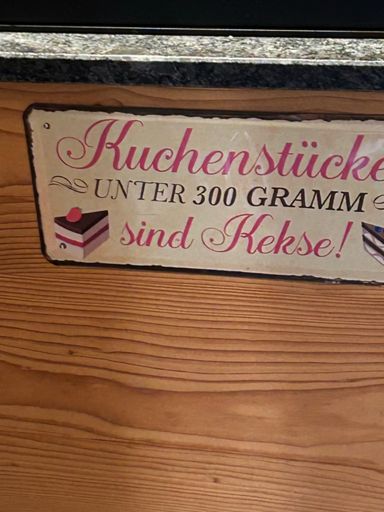 Kuchenstücke
UNTER 300 GRAMM
sind Kekse!